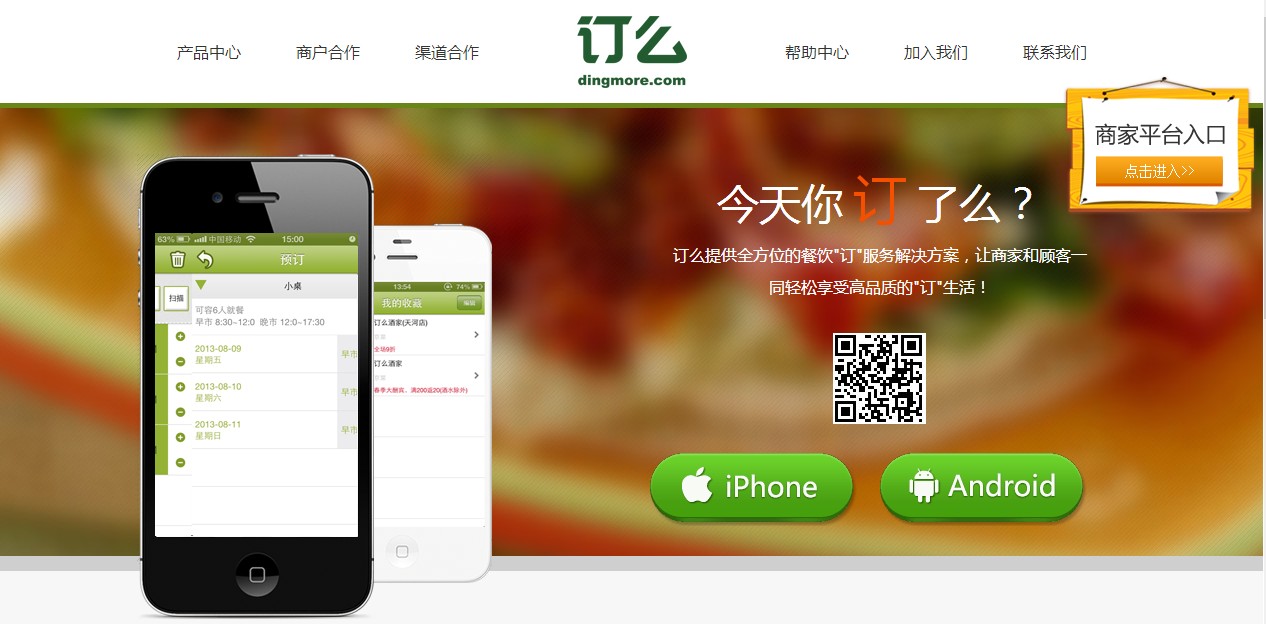 产品中心
商户合作
渠道合作
订么
dingmore.com
帮助中心
加入我们
联系我们
商家平台入口
点击进入>>
今天你订了么？
订么提供全方位的餐饮"订"服务解决方案，让商家和顾客一
同轻松享受高品质的"订"生活！
iPhone
Android
63%
中国移动
15:00
预订
扫描
小桌
可容6人就餐
早市 8:30-12:0 晚市 12:0-17:30
2013-08-09
星期五
早市
2013-08-10
星期六
早市
2013-08-11
星期日
早市
13:54
74%
我的收藏
编辑
订么酒家(天河店)
全场9折
订么酒家
春季大酬宾，满200返20(酒水除外)